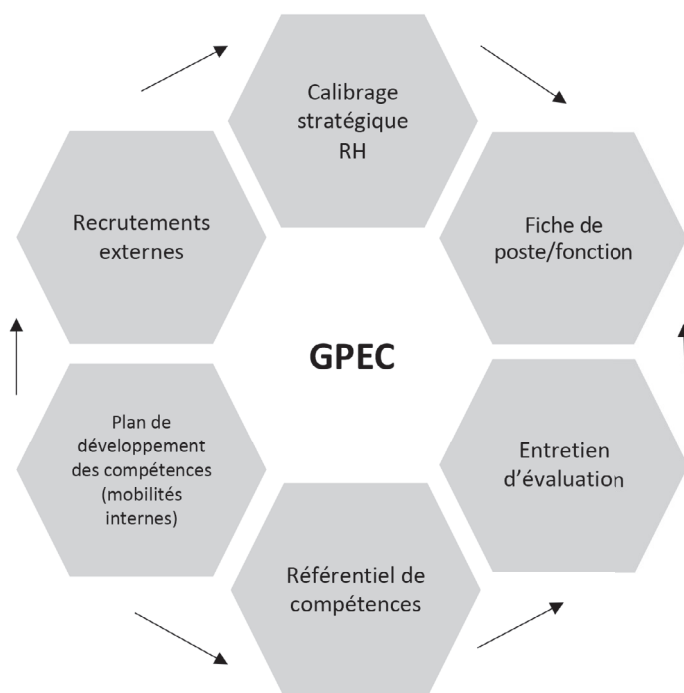 Calibrage
stratégique
RH
Recrutements
externes
Fiche de
poste/fonction
GPEC
Plan de
développement
des compétences
(mobilités
internes)
Entretien
d’évaluation
Référentiel de
compétences